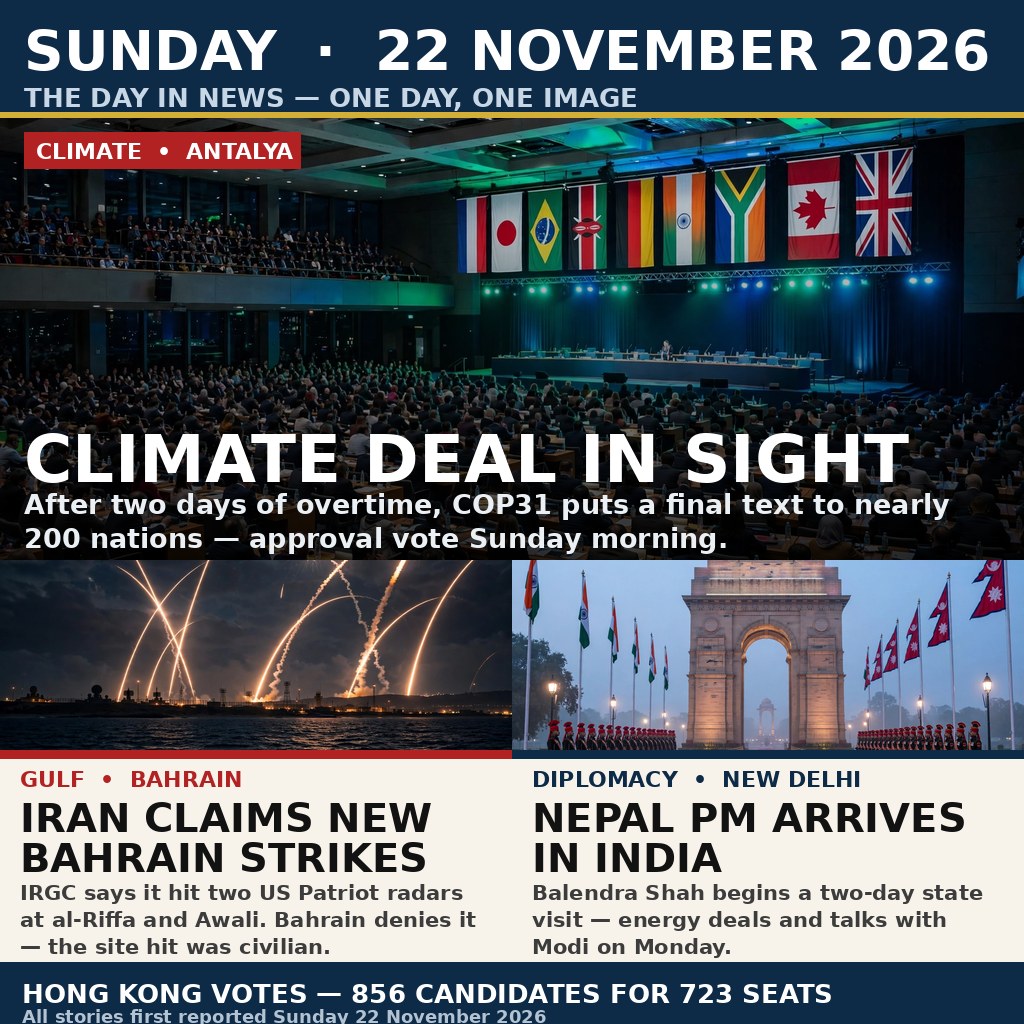 SUNDAY · 22 NOVEMBER 2026
THE DAY IN NEWS — ONE DAY, ONE IMAGE
CLIMATE • ANTALYA
CLIMATE DEAL IN SIGHT
After two days of overtime, COP31 puts a final text to nearly
200 nations — approval vote Sunday morning.
GULF • BAHRAIN
IRAN CLAIMS NEW
BAHRAIN STRIKES
IRGC says it hit two US Patriot radars
at al-Riffa and Awali. Bahrain denies it
— the site hit was civilian.
DIPLOMACY • NEW DELHI
NEPAL PM ARRIVES
IN INDIA
Balendra Shah begins a two-day state
visit — energy deals and talks with
Modi on Monday.
HONG KONG VOTES — 856 CANDIDATES FOR 723 SEATS
All stories first reported Sunday 22 November 2026